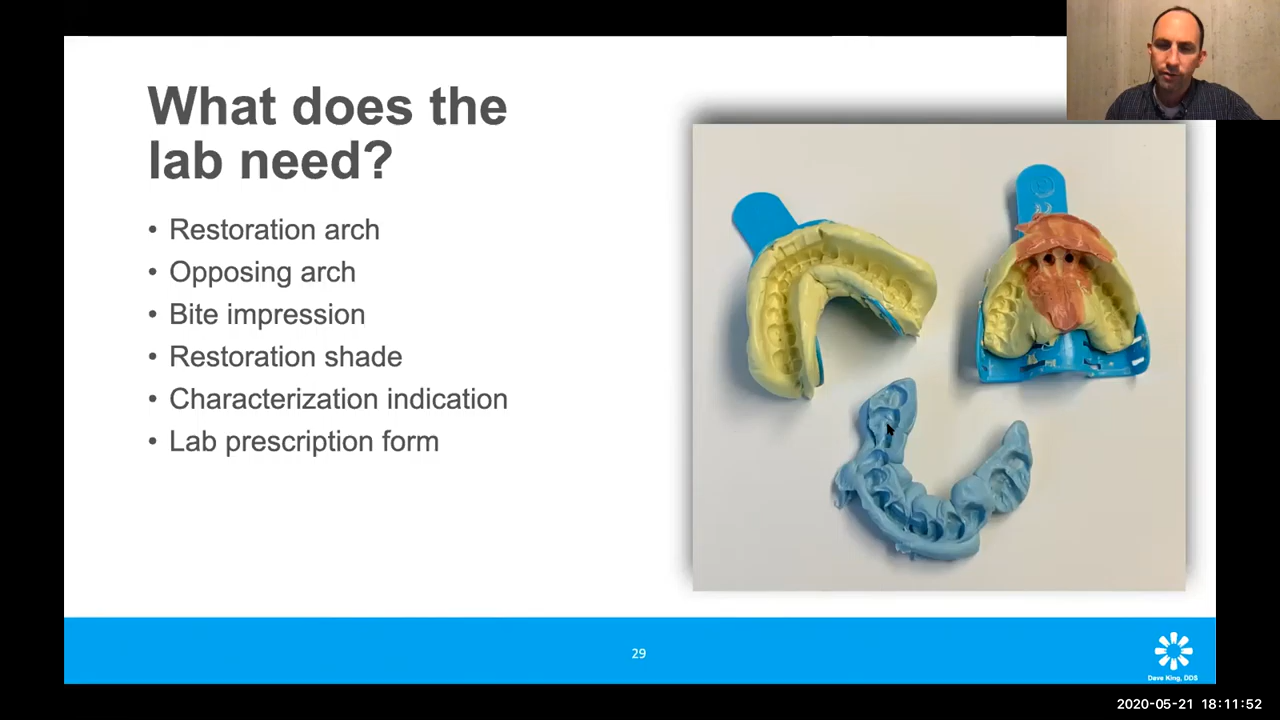 What does the
lab need?
• Restoration arch
• Opposing arch
• Bite impression
• Restoration shade
• Characterization indication
• Lab prescription form
29
Dave King, DDS
2020-05-21 18:11:52